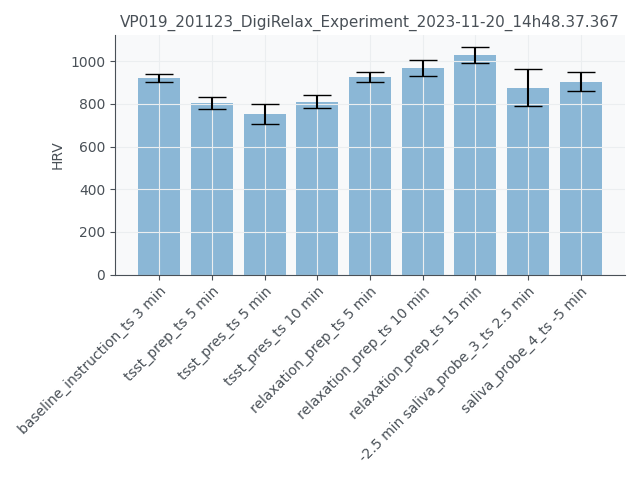 VP019_201123_DigiRelax_Experiment_2023-11-20_14h48.37.367
1000
800
600
400
200
0
HRV
baseline_instruction_ts 3 min
tsst_prep_ts 5 min
tsst_pres_ts 5 min
tsst_pres_ts 10 min
relaxation_prep_ts 5 min
relaxation_prep_ts 10 min
relaxation_prep_ts 15 min
-2.5 min saliva_probe_3_ts 2.5 min
saliva_probe_4_ts -5 min